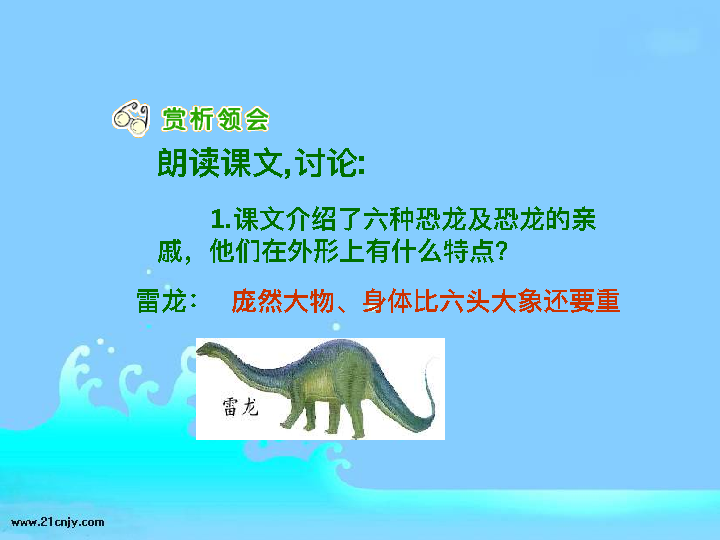 赏析领会
朗读课文,讨论:
1.课文介绍了六种恐龙及恐龙的亲
戚，他们在外形上有什么特点?
雷龙： 庞然大物、身体比六头大象还要重
雷龙
www.21cnjy.com